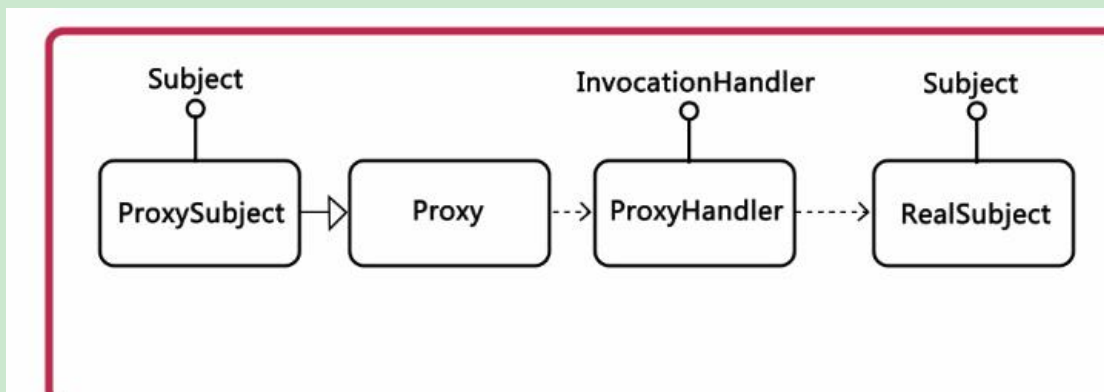 Subject
InvocationHandler
Subject
ProxySubject
Proxy
ProxyHandler
RealSubject